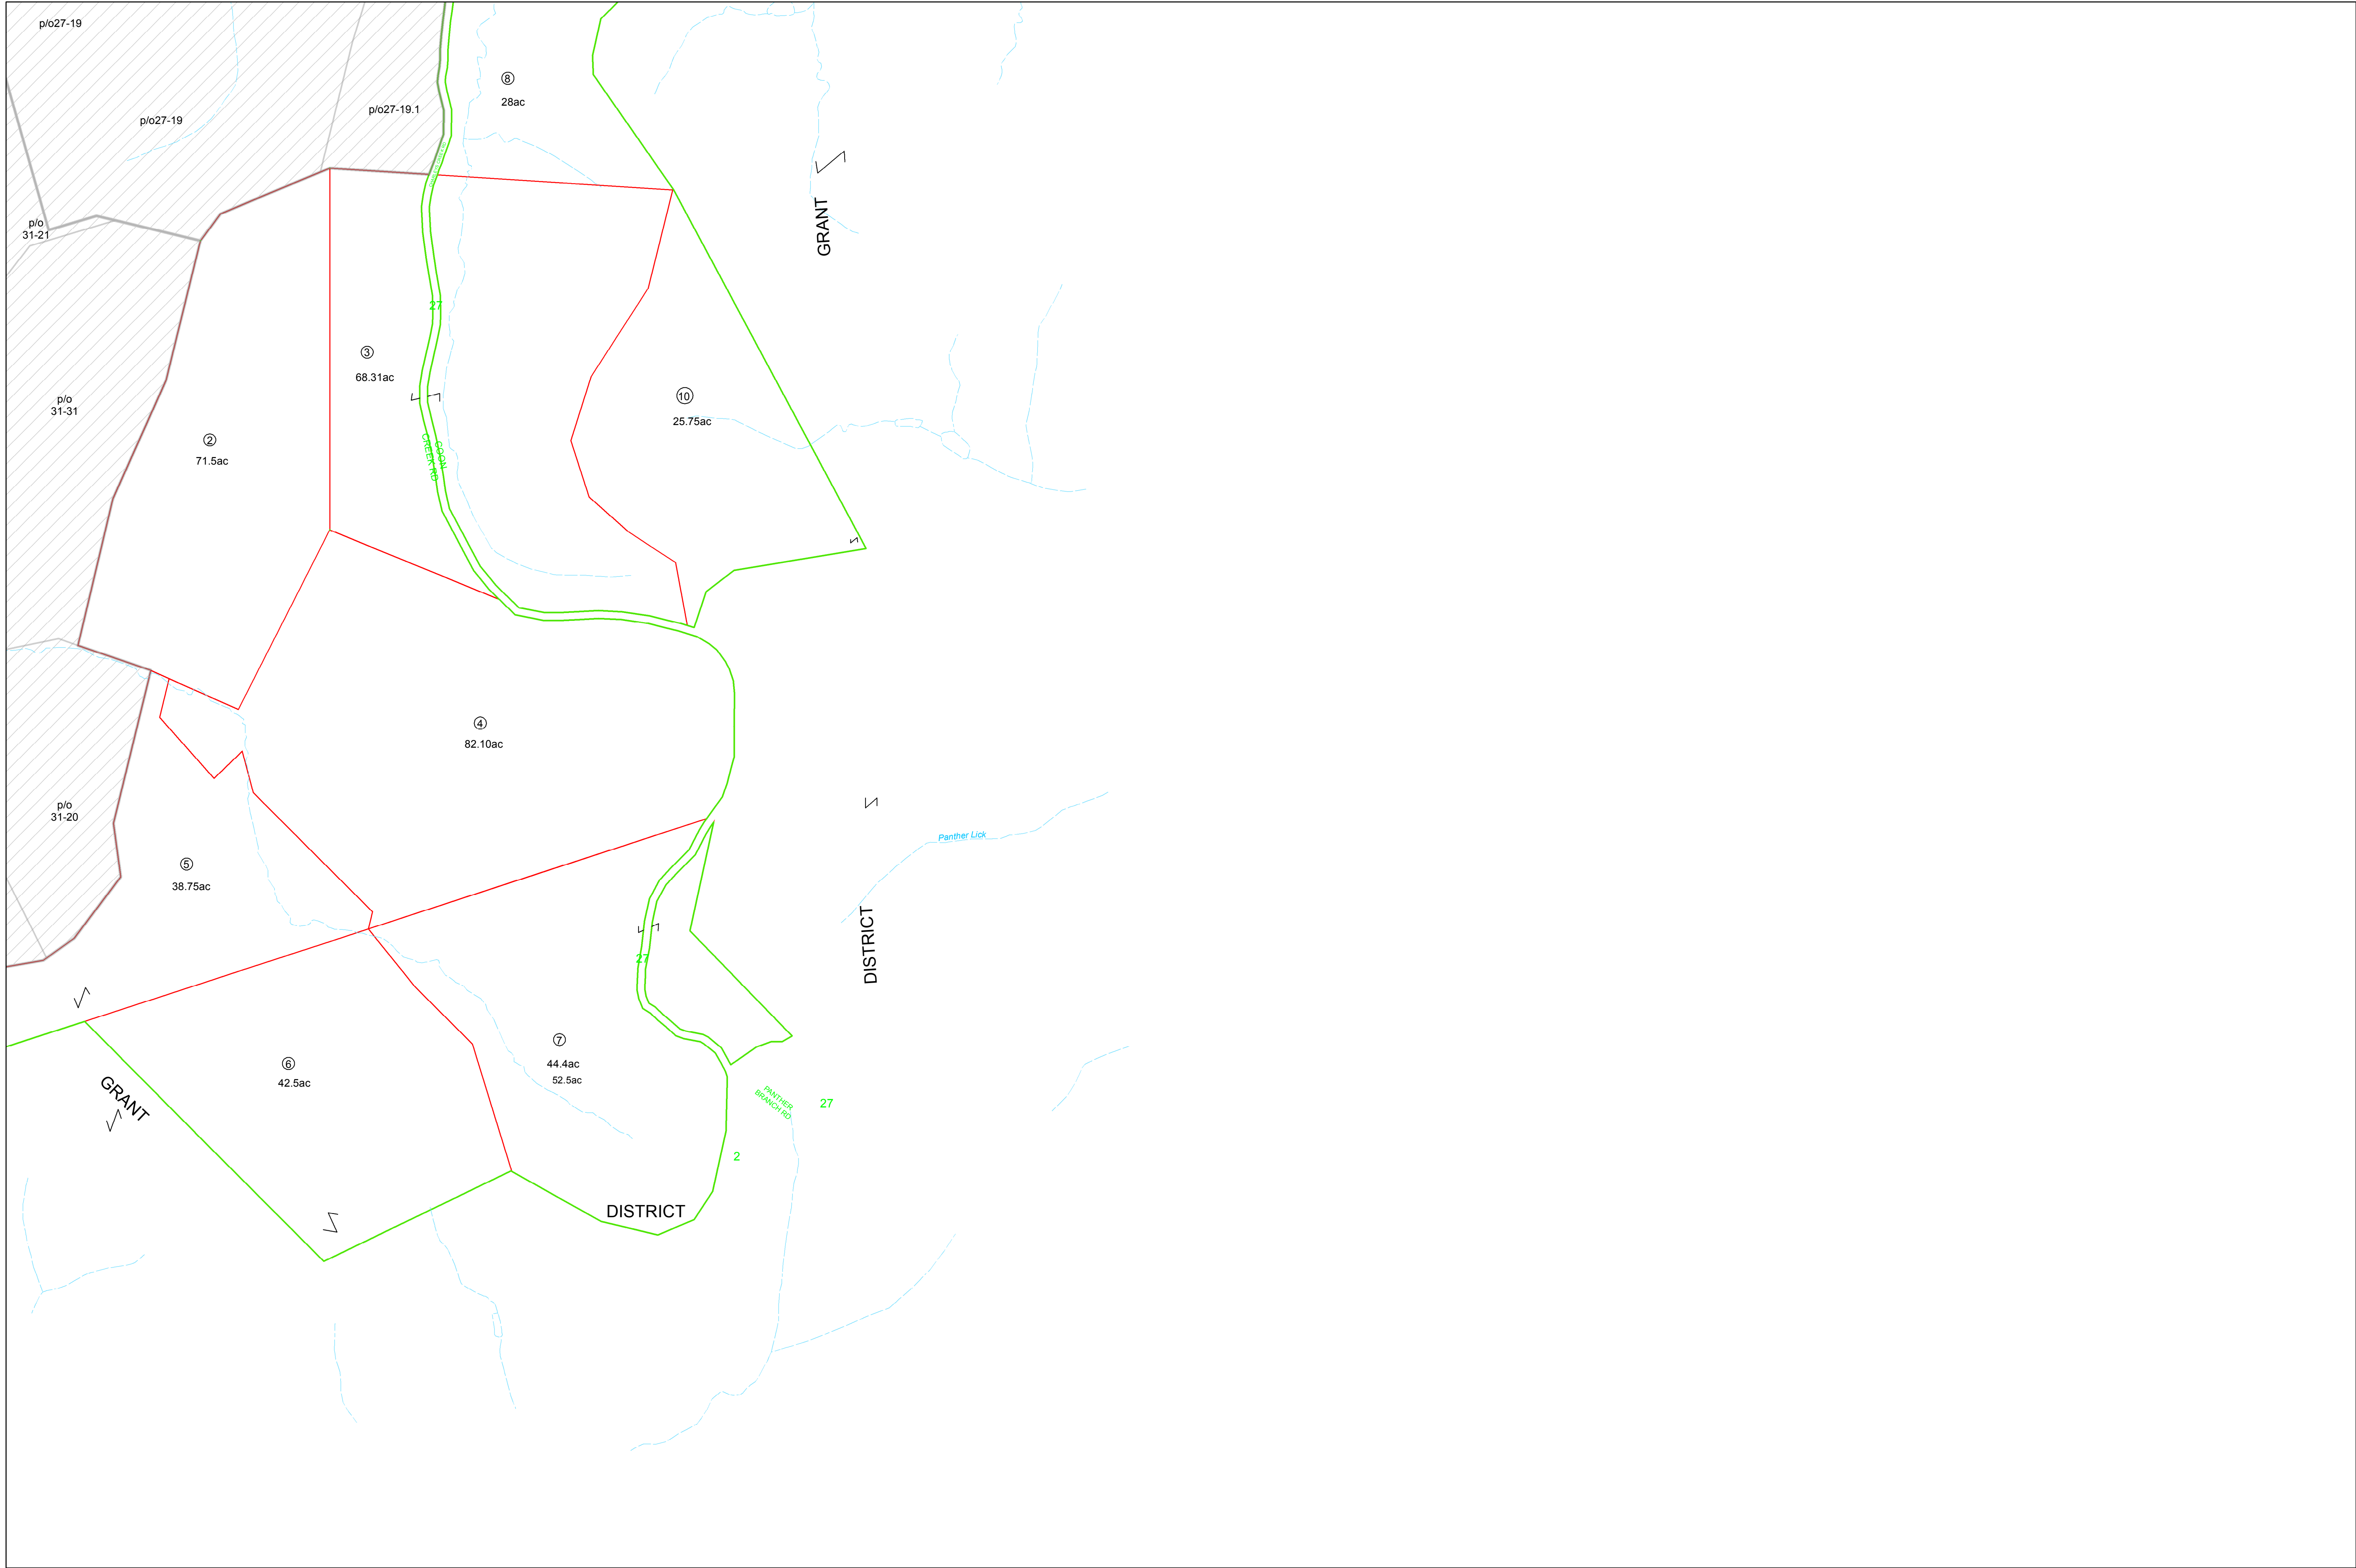 p/o27-19
8
28ac
p/o27-19.1
p/o27-19
p/o
31-21
GRANT
27
3
68.31ac
10
25.75ac
p/o
31-31
2
71.5ac
COON
CREEK RD
4
82.10ac
p/o
31-20
Panther Lick
5
38.75ac
DISTRICT
27
7
44.4ac
52.5ac
6
42.5ac
GRANT
PANTHER
BRANCH RD
27
2
DISTRICT